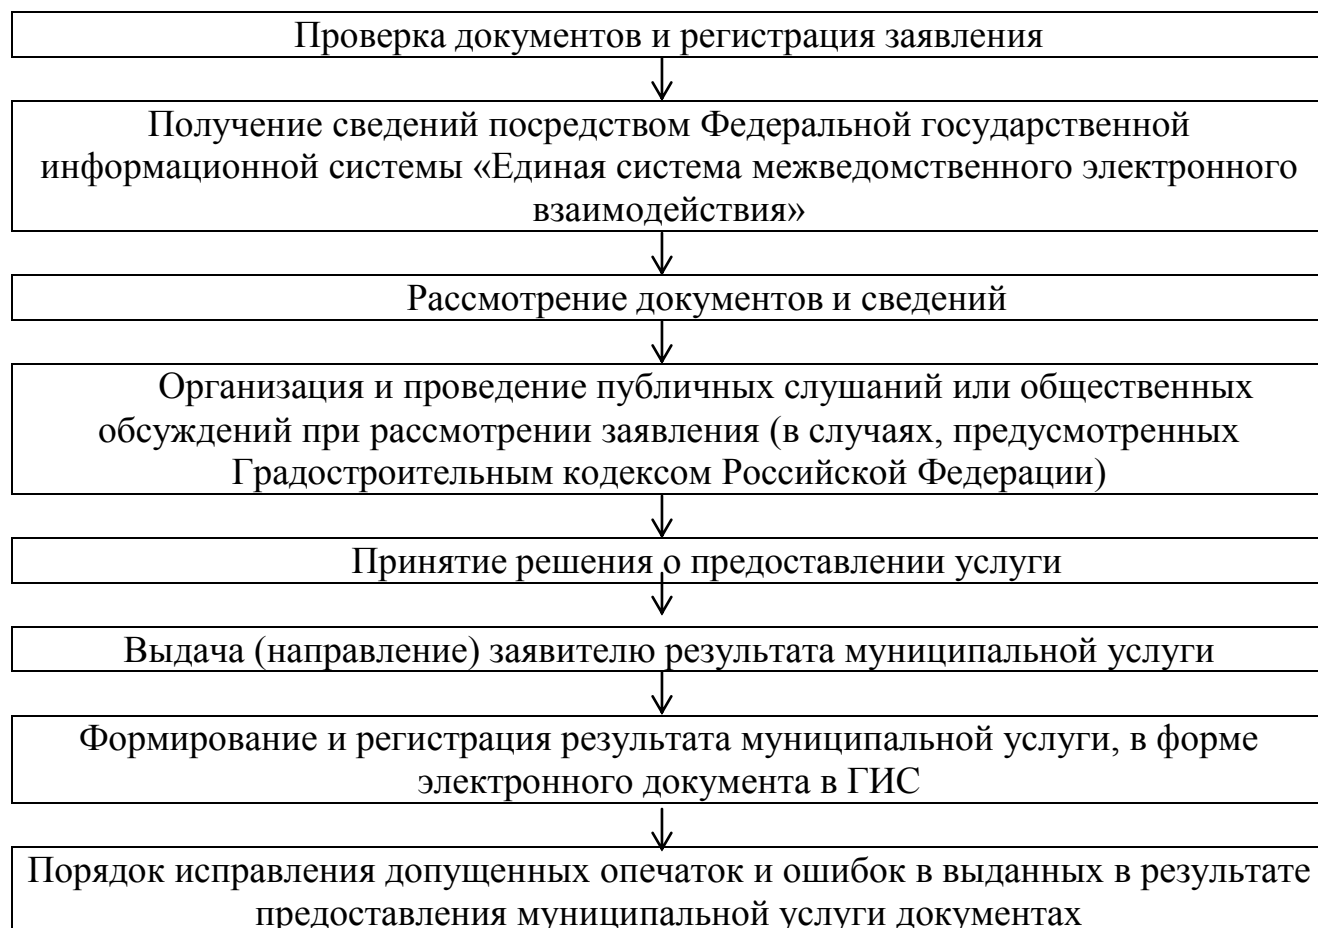 Проверка документов и регистрация заявления
Получение сведений посредством Федеральной государственной
информационной системы «Единая система межведомственного электронного
взаимодействия»
Рассмотрение документов и сведений
Организация и проведение публичных слушаний или общественных
обсуждений при рассмотрении заявления (в случаях, предусмотренных
Градостроительным кодексом Российской Федерации)
Принятие решения о предоставлении услуги
Выдача (направление) заявителю результата муниципальной услуги
Формирование и регистрация результата муниципальной услуги, в форме
электронного документа в ГИС
Порядок исправления допущенных опечаток и ошибок в выданных в результате
предоставления муниципальной услуги документах